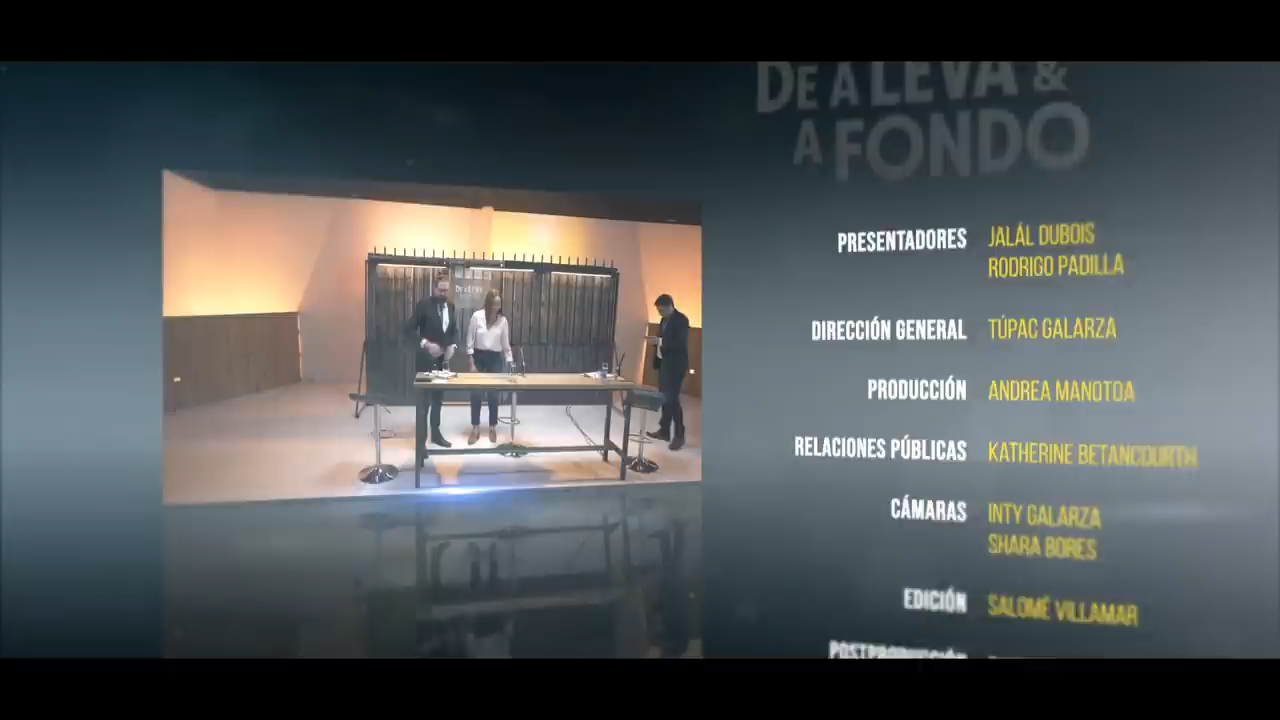 DE A LEVA &
A FONDO
PRESENTADORES JALÁL DUBOIS
RODRIGO PADILLA
DIRECCIÓN GENERAL TÚPAC GALARZA
PRODUCCIÓN ANDREA MANOTOA
RELACIONES PÚBLICAS KATHERINE BETANCOURTH
CÁMARAS INTY GALARZA
SHARA BORES
EDICIÓN SALOMÉ VILLAMAR
POSTPRODUCCIÓN